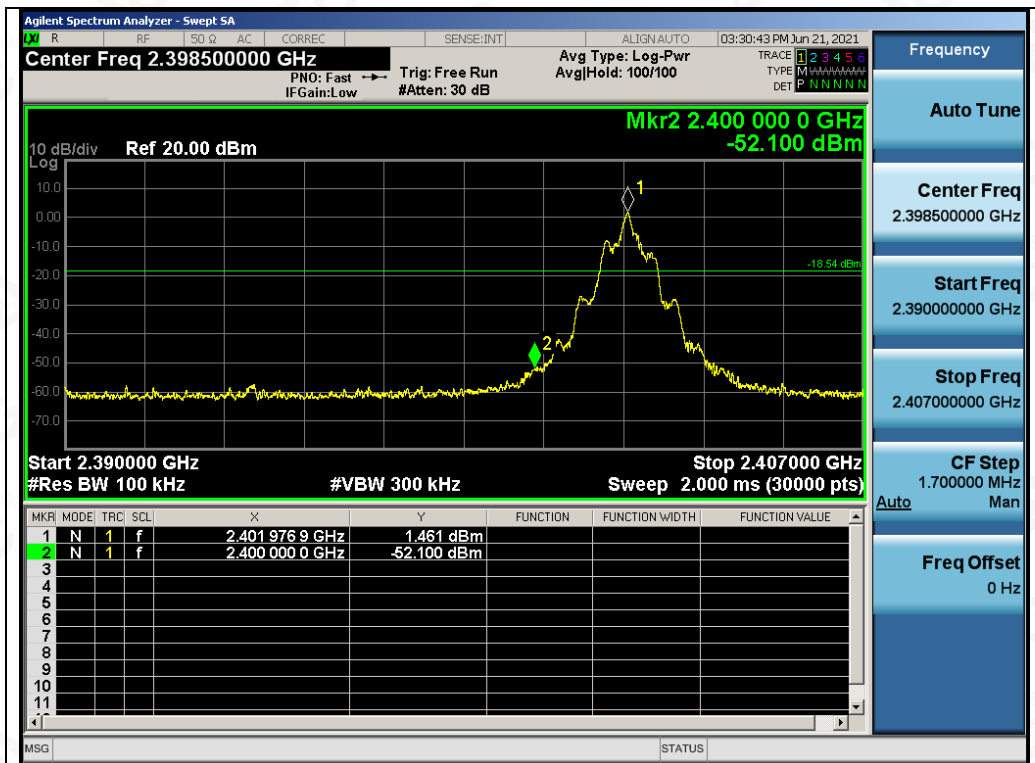 Agilent Spectrum Analyzer - Swept SA
LXI R RF 50 Ω AC CORREC SENSE:INT ALIGN AUTO 03:30:43 PM Jun 21, 2021
Center Freq 2.398500000 GHz
PNO: Fast
IFGain:Low
Trig: Free Run
#Atten: 30 dB
Avg Type: Log-Pwr
Avg|Hold: 100/100
TRACE 1 2 3 4 5 6
TYPE M
DET P N N N N N
Mkr2 2.400 000 0 GHz
-52.100 dBm
10 dB/div Ref 20.00 dBm
Log
10.0
0.00
-10.0
-20.0
-30.0
-40.0
-50.0
-60.0
-70.0
1
-18.54 dBm
2
Start 2.390000 GHz Stop 2.407000 GHz
#Res BW 100 kHz #VBW 300 kHz Sweep 2.000 ms (30000 pts)
MKR MODE TRC SCL X Y FUNCTION FUNCTION WIDTH FUNCTION VALUE
1 N 1 f 2.401 976 9 GHz 1.461 dBm
2 N 1 f 2.400 000 0 GHz -52.100 dBm
3
4
5
6
7
8
9
10
11
MSG STATUS
Frequency
Auto Tune
Center Freq
2.398500000 GHz
Start Freq
2.390000000 GHz
Stop Freq
2.407000000 GHz
CF Step
1.700000 MHz
Auto Man
Freq Offset
0 Hz